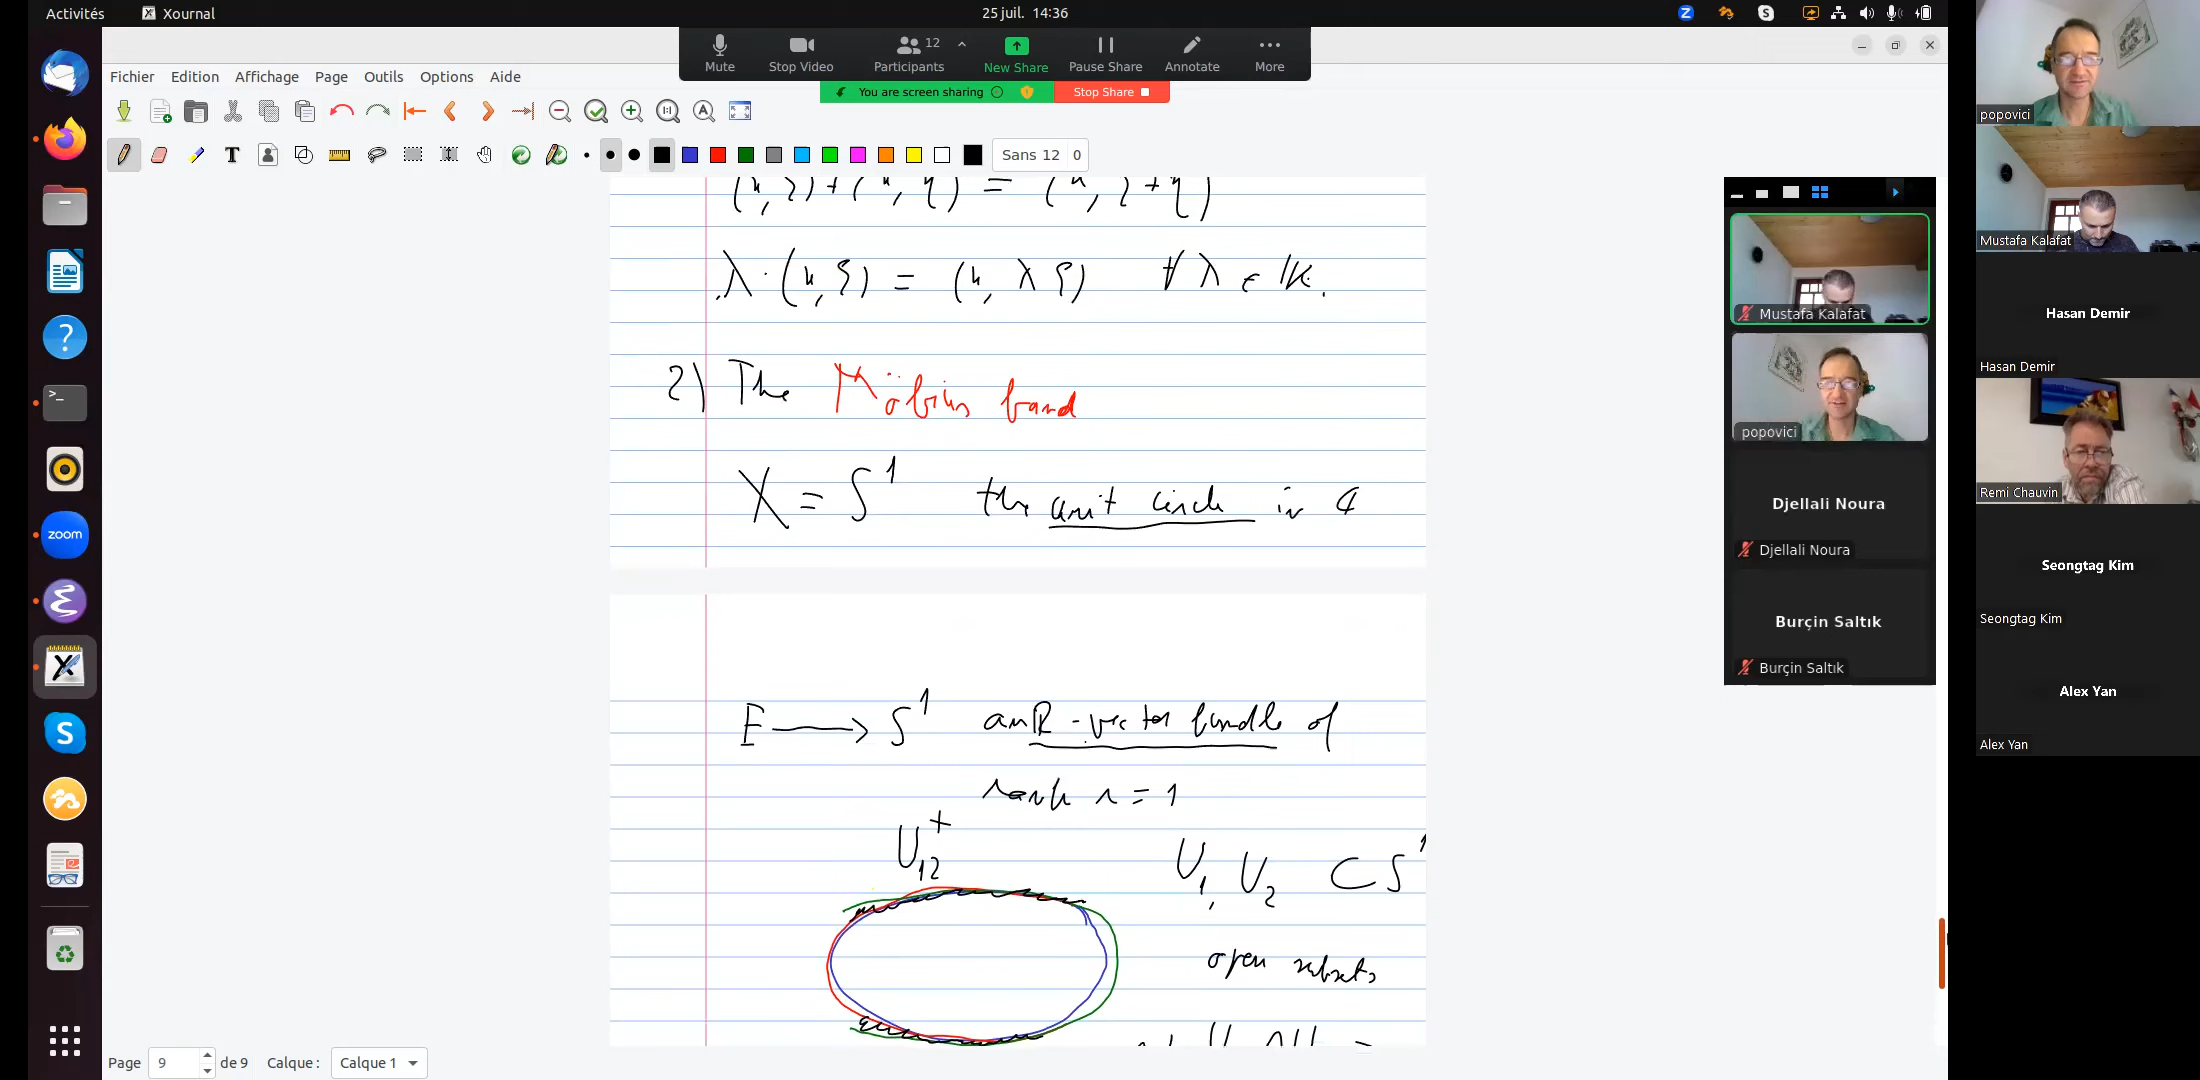 Activités
Xournal
25 juil. 14:36
Mute
Stop Video
Participants
12
New Share
Pause Share
Annotate
More
You are screen sharing
Stop Share
Fichier Edition Affichage Page Outils Options Aide
Sans 12 0
(x, ξ) + (x, η) = (x, ξ + η)
λ · (x, ξ) = (x, λ ξ) ∀ λ ∈ K.
2) The Möbius band
X = S¹ the unit circle in ℂ
E → S¹ an ℝ-vector bundle of
rank r = 1
U₁₂⁺
U₁, U₂ ⊂ S¹
open subsets
Page 9 de 9 Calque : Calque 1
zoom
Mustafa Kalafat
popovici
Djellali Noura
Djellali Noura
Burçin Saltık
Burçin Saltık
popovici
Mustafa Kalafat
Hasan Demir
Hasan Demir
Remi Chauvin
Seongtag Kim
Seongtag Kim
Alex Yan
Alex Yan